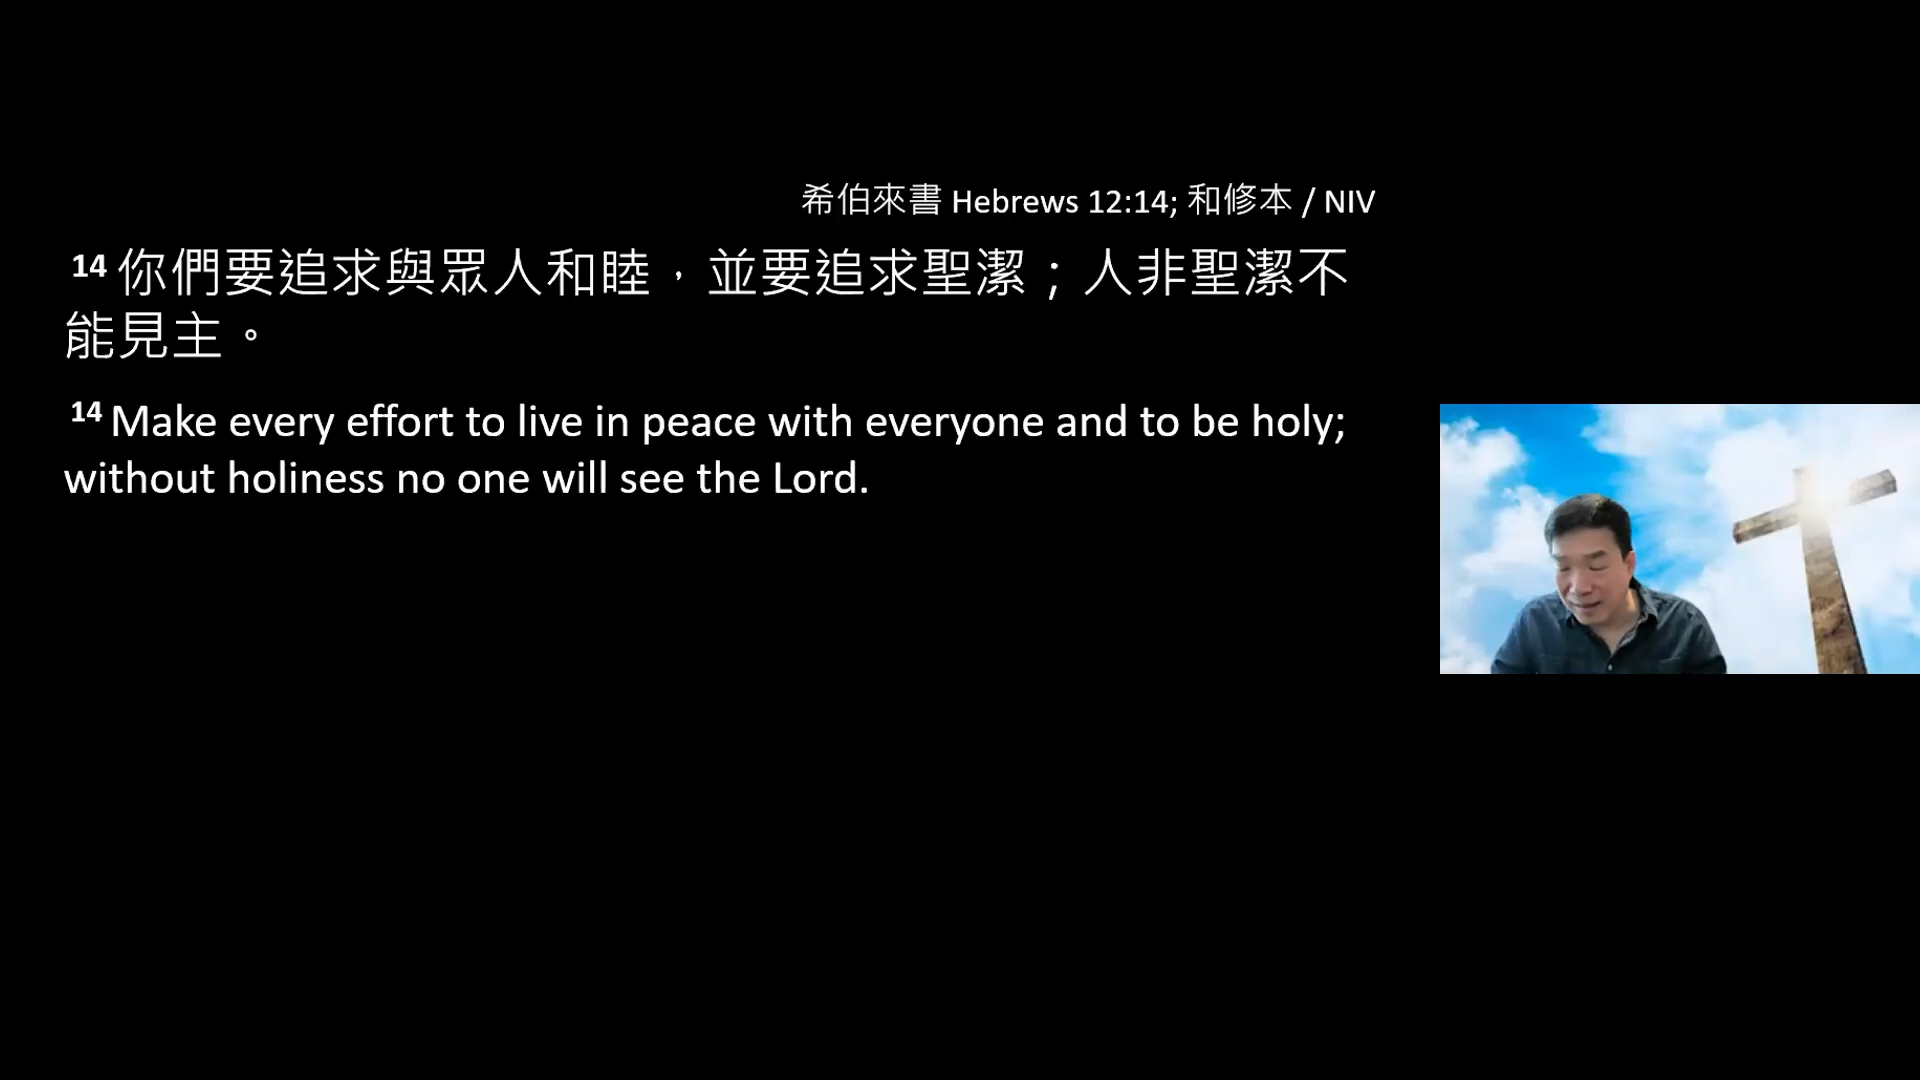 希伯來書 Hebrews 12:14; 和修本 / NIV
14 你們要追求與眾人和睦，並要追求聖潔；人非聖潔不
能見主。
14 Make every effort to live in peace with everyone and to be holy;
without holiness no one will see the Lord.